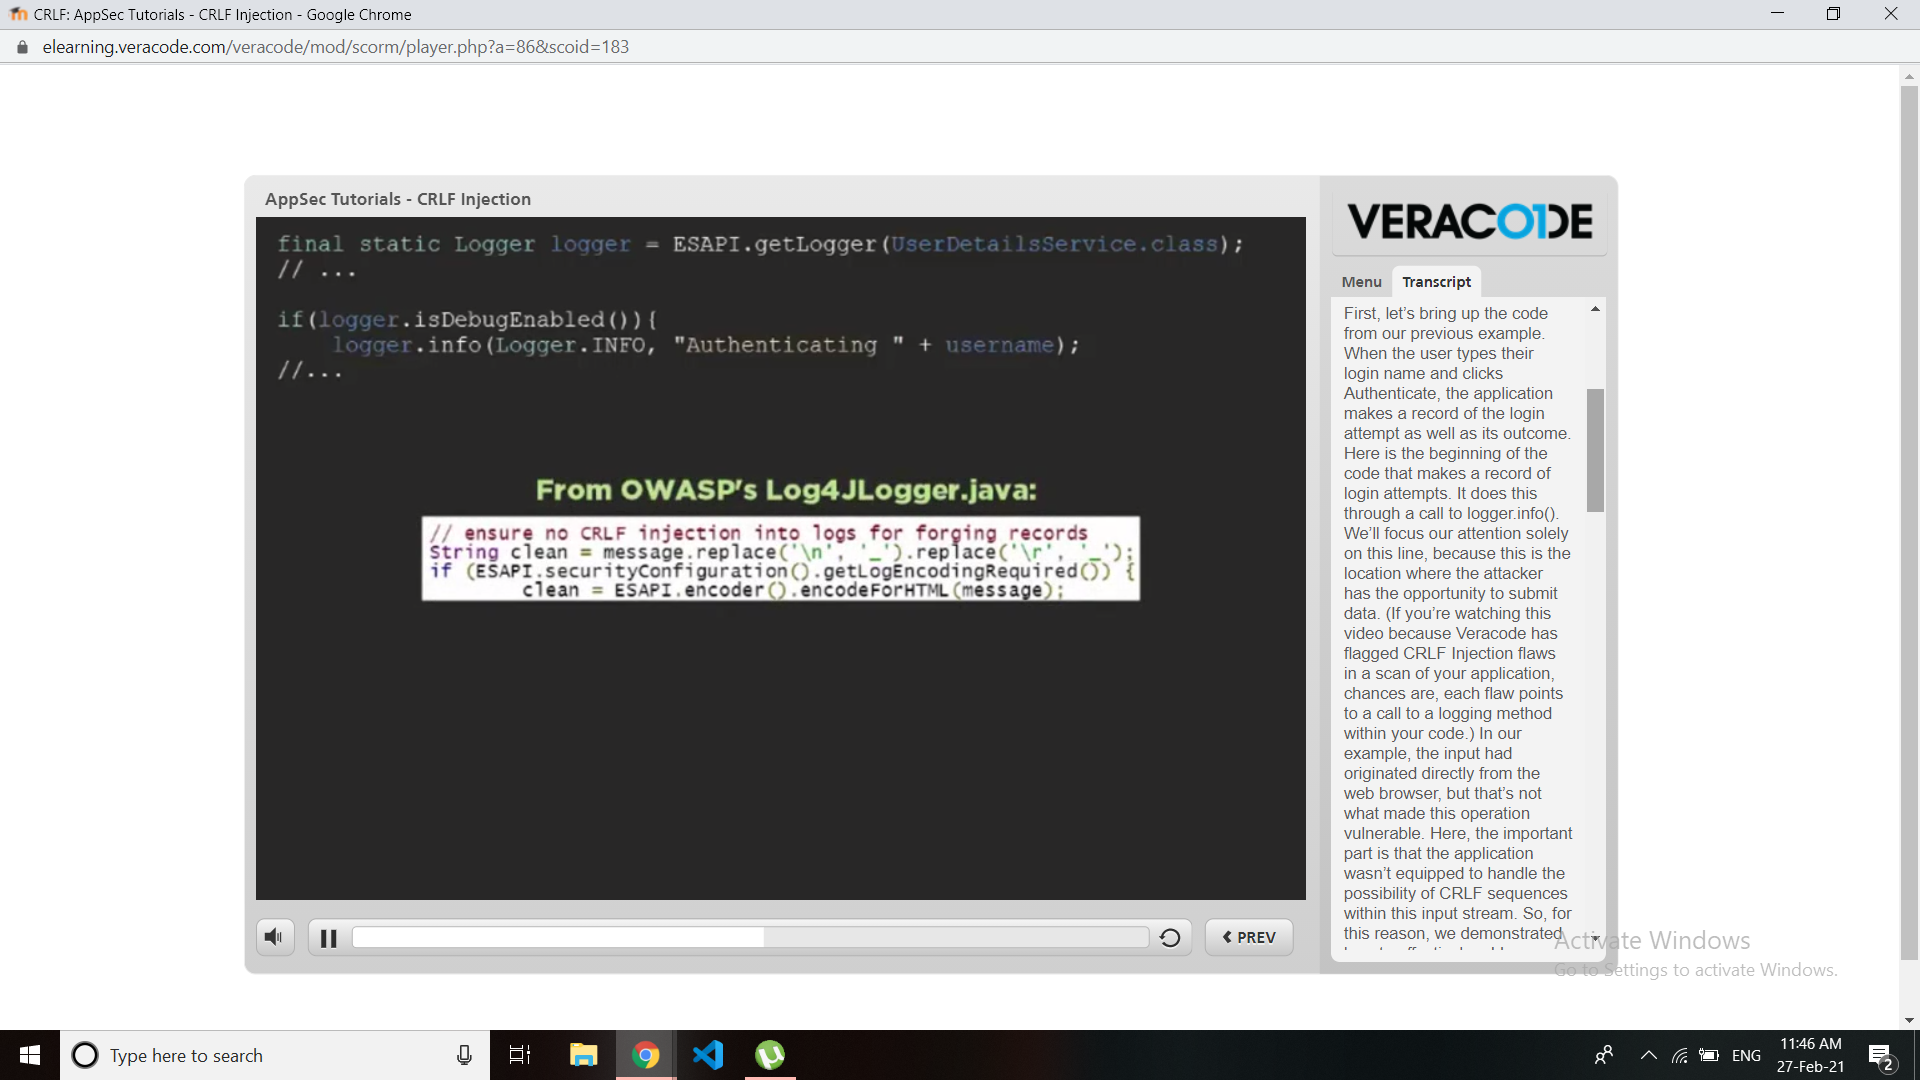 CRLF: AppSec Tutorials - CRLF Injection - Google Chrome
elearning.veracode.com/veracode/mod/scorm/player.php?a=86&scoid=183
AppSec Tutorials - CRLF Injection
final static Logger logger = ESAPI.getLogger(UserDetailsService.class);
// ...
if(logger.isDebugEnabled()){
logger.info(Logger.INFO, "Authenticating " + username);
//...
From OWASP's Log4JLogger.java:
// ensure no CRLF injection into logs for forging records
String clean = message.replace('\n', '_').replace('\r', '_');
if (ESAPI.securityConfiguration().getLogEncodingRequired()) {
clean = ESAPI.encoder().encodeForHTML(message);
PREV
VERACODE
Menu
Transcript
First, let's bring up the code
from our previous example.
When the user types their
login name and clicks
Authenticate, the application
makes a record of the login
attempt as well as its outcome.
Here is the beginning of the
code that makes a record of
login attempts. It does this
through a call to logger.info().
We'll focus our attention solely
on this line, because this is the
location where the attacker
has the opportunity to submit
data. (If you're watching this
video because Veracode has
flagged CRLF Injection flaws
in a scan of your application,
chances are, each flaw points
to a call to a logging method
within your code.) In our
example, the input had
originated directly from the
web browser, but that's not
what made this operation
vulnerable. Here, the important
part is that the application
wasn't equipped to handle the
possibility of CRLF sequences
within this input stream. So, for
this reason, we demonstrated
Activate Windows
Go to Settings to activate Windows.
Type here to search
ENG
11:46 AM
27-Feb-21
2